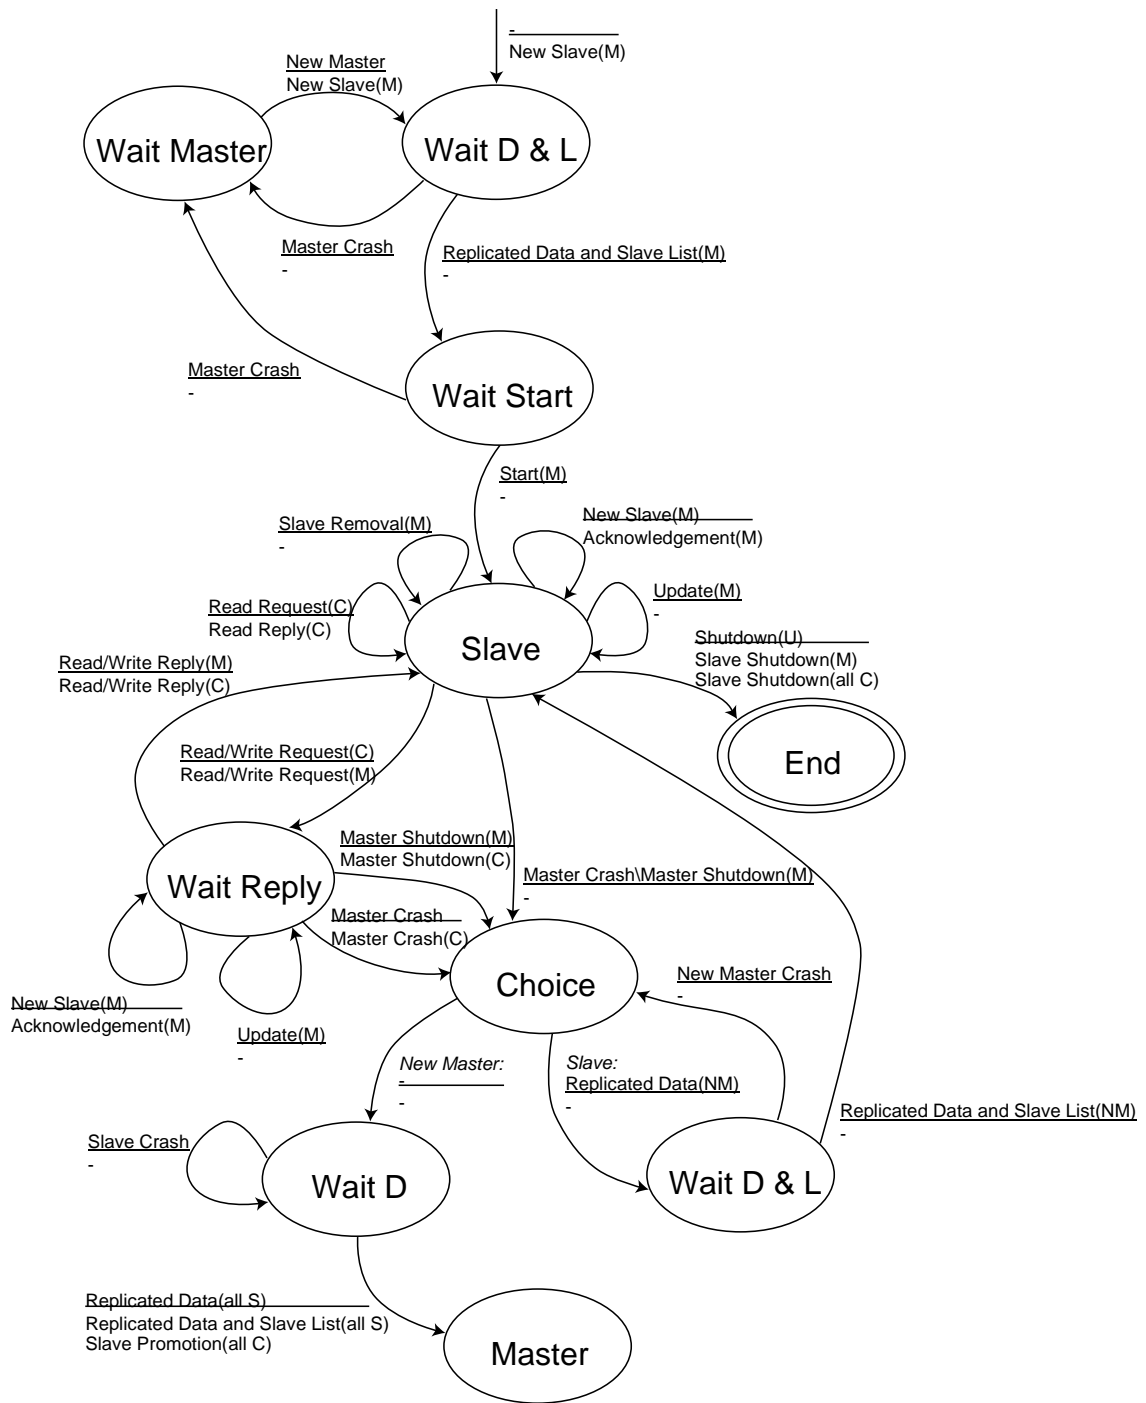 -
New Slave(M)
New Master
New Slave(M)
Wait Master
Wait D & L
Master Crash
-
Replicated Data and Slave List(M)
-
Master Crash
-
Wait Start
Start(M)
-
Slave Removal(M)
-
New Slave(M)
Acknowledgement(M)
Read Request(C)
Read Reply(C)
Update(M)
-
Slave
Shutdown(U)
Slave Shutdown(M)
Slave Shutdown(all C)
Read/Write Reply(M)
Read/Write Reply(C)
Read/Write Request(C)
Read/Write Request(M)
End
Master Shutdown(M)
Master Shutdown(C)
Master Crash\Master Shutdown(M)
-
Wait Reply
Master Crash
Master Crash(C)
Choice
New Master Crash
-
New Slave(M)
Acknowledgement(M)
Update(M)
-
New Master:
-
-
Slave:
Replicated Data(NM)
-
Replicated Data and Slave List(NM)
-
Slave Crash
-
Wait D
Wait D & L
Replicated Data(all S)
Replicated Data and Slave List(all S)
Slave Promotion(all C)
Master